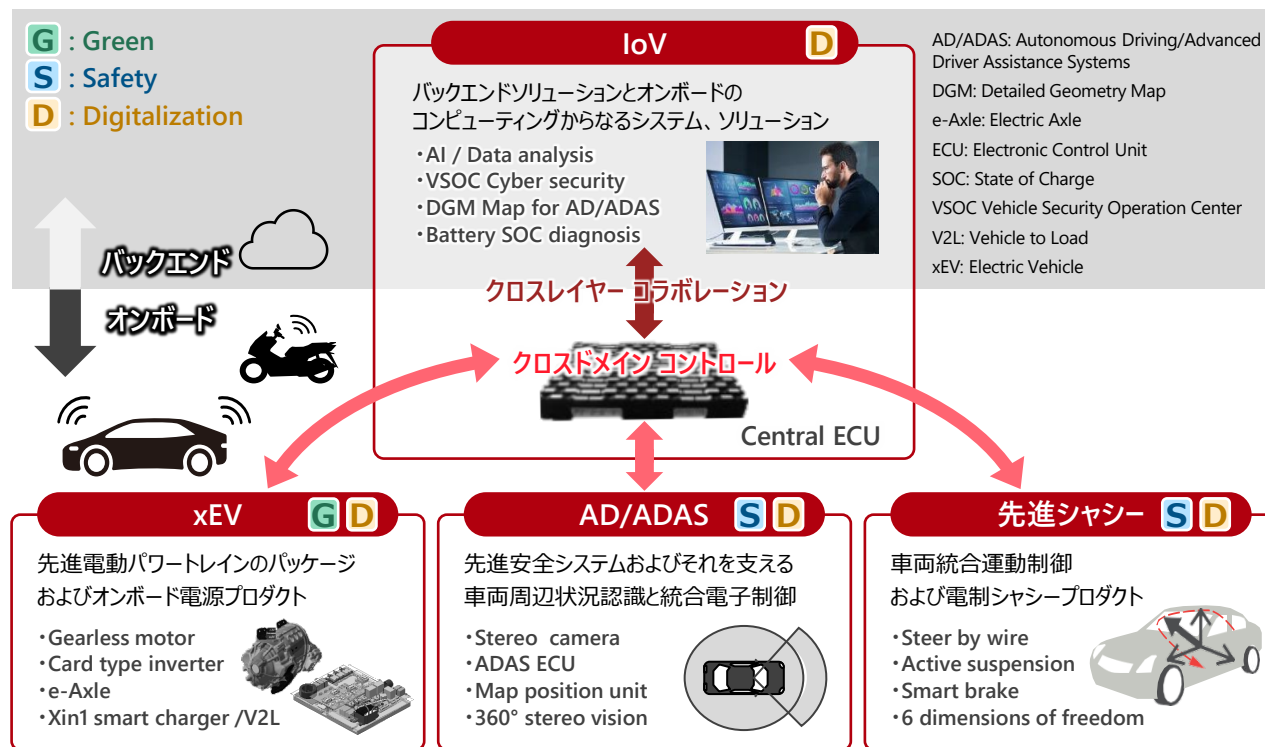 G : Green
S : Safety
D : Digitalization
IoV D
バックエンドソリューションとオンボードの
コンピューティングからなるシステム、ソリューション
・AI / Data analysis
・VSOC Cyber security
・DGM Map for AD/ADAS
・Battery SOC diagnosis
AD/ADAS: Autonomous Driving/Advanced
Driver Assistance Systems
DGM: Detailed Geometry Map
e-Axle: Electric Axle
ECU: Electronic Control Unit
SOC: State of Charge
VSOC Vehicle Security Operation Center
V2L: Vehicle to Load
xEV: Electric Vehicle
バックエンド
オンボード
クロスレイヤー コラボレーション
クロスドメイン コントロール
Central ECU
xEV G D
先進電動パワートレインのパッケージ
およびオンボード電源プロダクト
・Gearless motor
・Card type inverter
・e-Axle
・Xin1 smart charger /V2L
AD/ADAS S D
先進安全システムおよびそれを支える
車両周辺状況認識と統合電子制御
・Stereo camera
・ADAS ECU
・Map position unit
・360° stereo vision
先進シャシー S D
車両統合運動制御
および電制シャシープロダクト
・Steer by wire
・Active suspension
・Smart brake
・6 dimensions of freedom